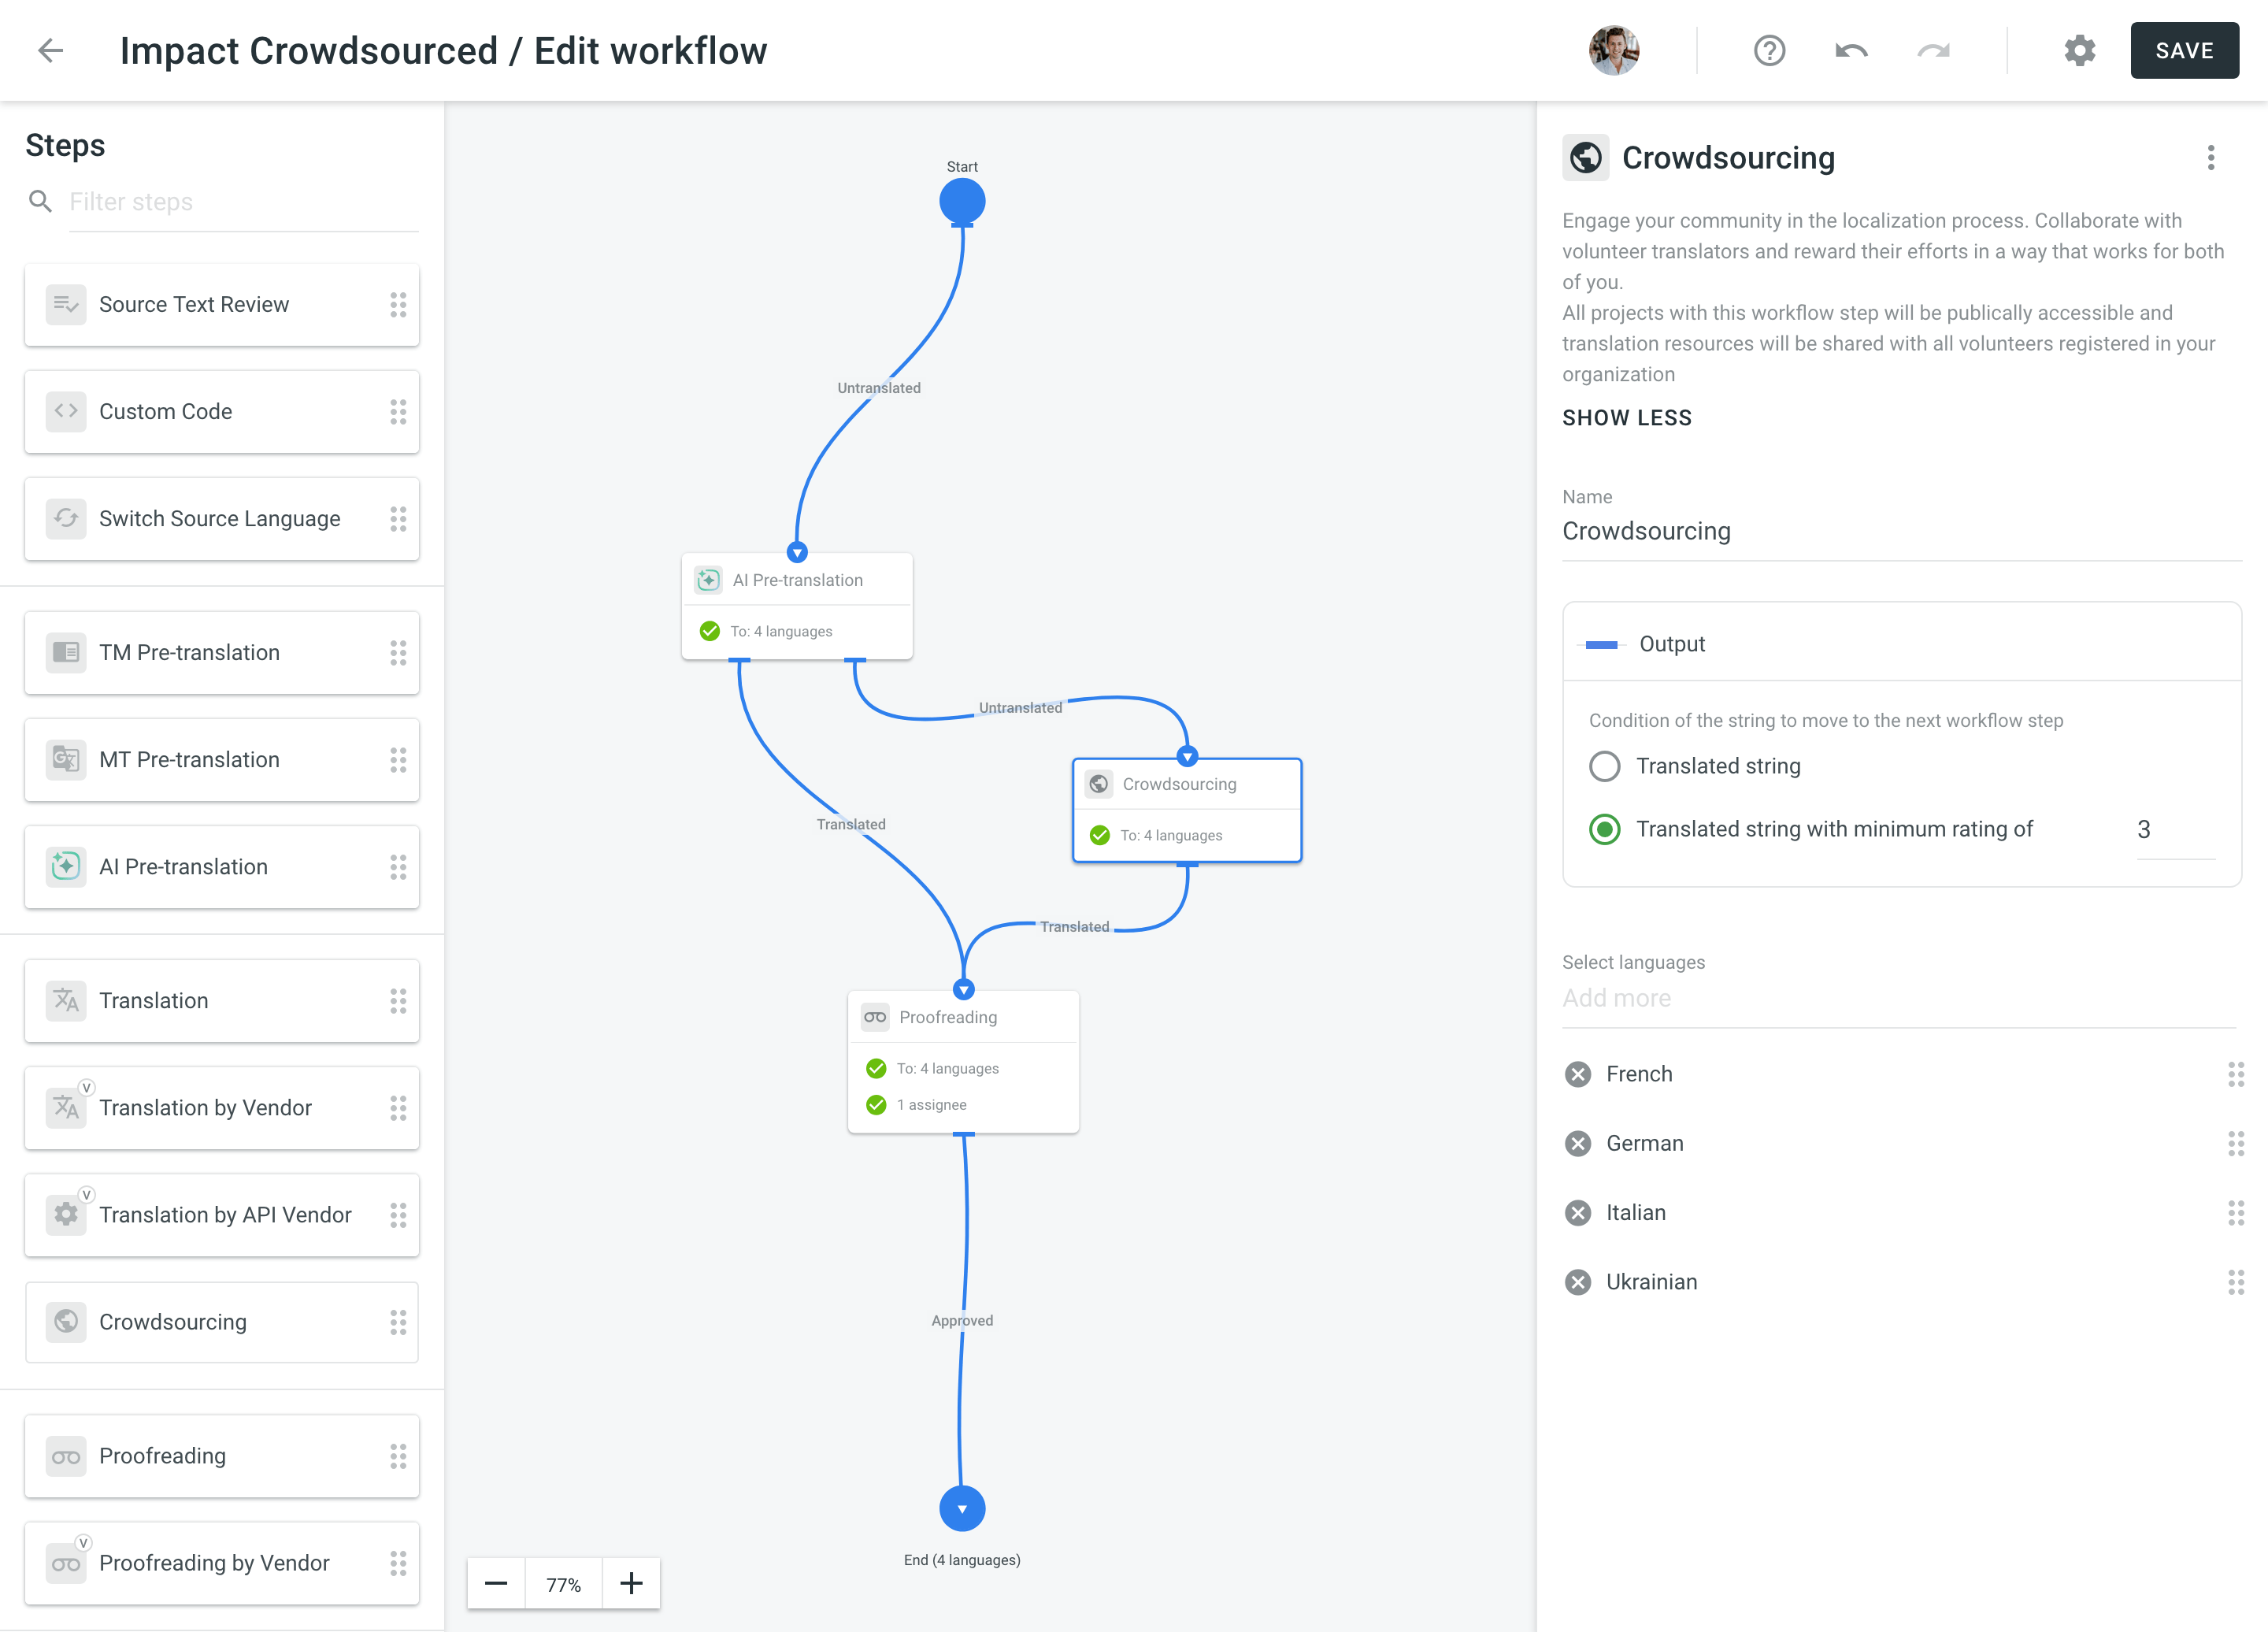 Impact Crowdsourced / Edit workflow
SAVE
Steps
Filter steps
Source Text Review
Custom Code
Switch Source Language
TM Pre-translation
MT Pre-translation
AI Pre-translation
Translation
V
Translation by Vendor
V
Translation by API Vendor
Crowdsourcing
Proofreading
V
Proofreading by Vendor
Start
Untranslated
AI Pre-translation
To: 4 languages
Untranslated
Crowdsourcing
To: 4 languages
Translated
Translated
Proofreading
To: 4 languages
1 assignee
Approved
End (4 languages)
77%
Crowdsourcing
Engage your community in the localization process. Collaborate with
volunteer translators and reward their efforts in a way that works for both
of you.
All projects with this workflow step will be publically accessible and
translation resources will be shared with all volunteers registered in your
organization
SHOW LESS
Name
Crowdsourcing
Output
Condition of the string to move to the next workflow step
Translated string
Translated string with minimum rating of 3
Select languages
Add more
French
German
Italian
Ukrainian